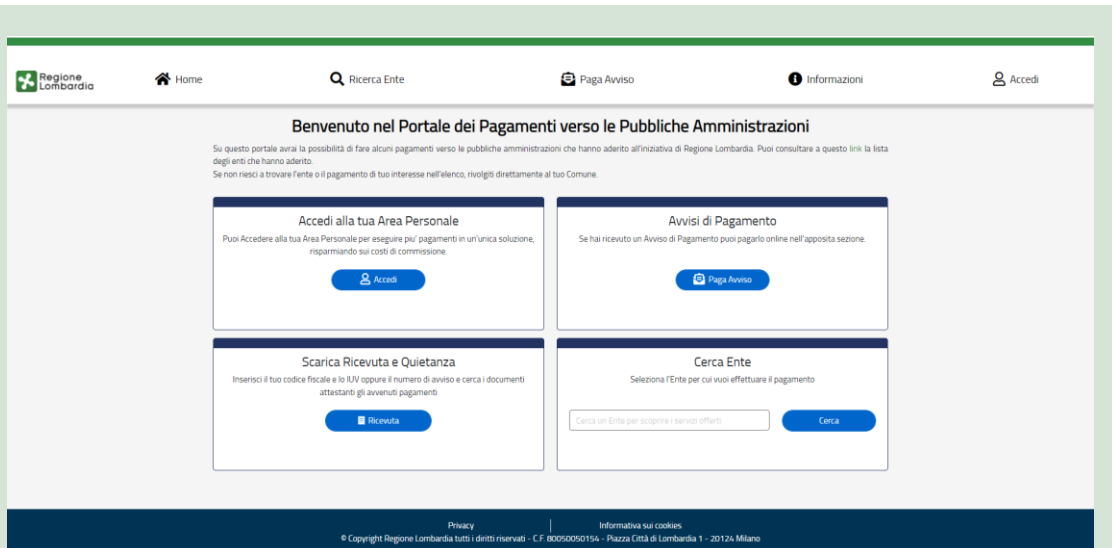 Regione
Lombardia
Home
Ricerca Ente
Paga Avviso
Informazioni
Accedi
Benvenuto nel Portale dei Pagamenti verso le Pubbliche Amministrazioni
Su questo portale avrai la possibilità di fare alcuni pagamenti verso le pubbliche amministrazioni che hanno aderito all'iniziativa di Regione Lombardia. Puoi consultare a questo link la lista
degli enti che hanno aderito.
Se non riesci a trovare l'ente o il pagamento di tuo interesse nell'elenco, rivolgiti direttamente al tuo Comune.
Accedi alla tua Area Personale
Puoi Accedere alla tua Area Personale per eseguire piu' pagamenti in un'unica soluzione,
risparmiando sui costi di commissione.
Accedi
Avvisi di Pagamento
Se hai ricevuto un Avviso di Pagamento puoi pagarlo online nell'apposita sezione.
Paga Avviso
Scarica Ricevuta e Quietanza
Inserisci il tuo codice fiscale e lo IUV oppure il numero di avviso e cerca i documenti
attestanti gli avvenuti pagamenti
Ricevuta
Cerca Ente
Seleziona l'Ente per cui vuoi effettuare il pagamento
Cerca un Ente per scoprire i servizi offerti
Cerca
Privacy
Informativa sui cookies
© Copyright Regione Lombardia tutti i diritti riservati - C.F. 80050050154 - Piazza Città di Lombardia 1 - 20124 Milano